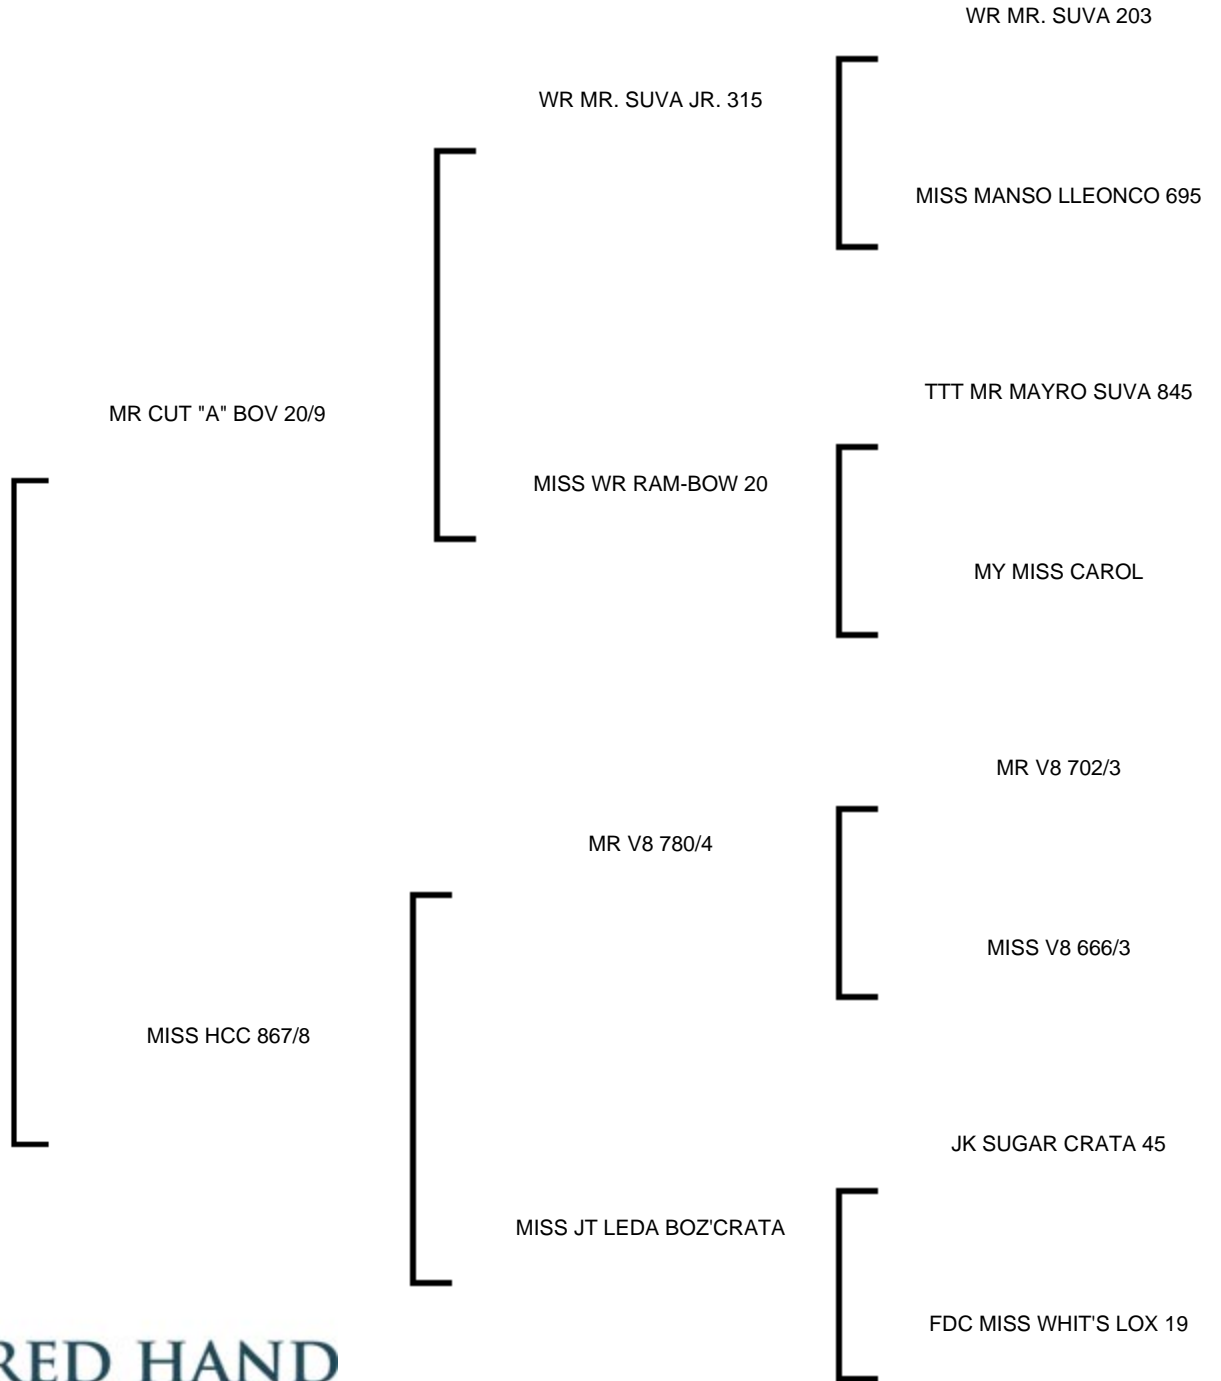 WR MR. SUVA 203
WR MR. SUVA JR. 315
MISS MANSO LLEONCO 695
TTT MR MAYRO SUVA 845
MR CUT "A" BOV 20/9
MISS WR RAM-BOW 20
MY MISS CAROL
MR V8 702/3
MR V8 780/4
MISS V8 666/3
MISS HCC 867/8
JK SUGAR CRATA 45
MISS JT LEDA BOZ'CRATA
FDC MISS WHIT'S LOX 19
RED HAND